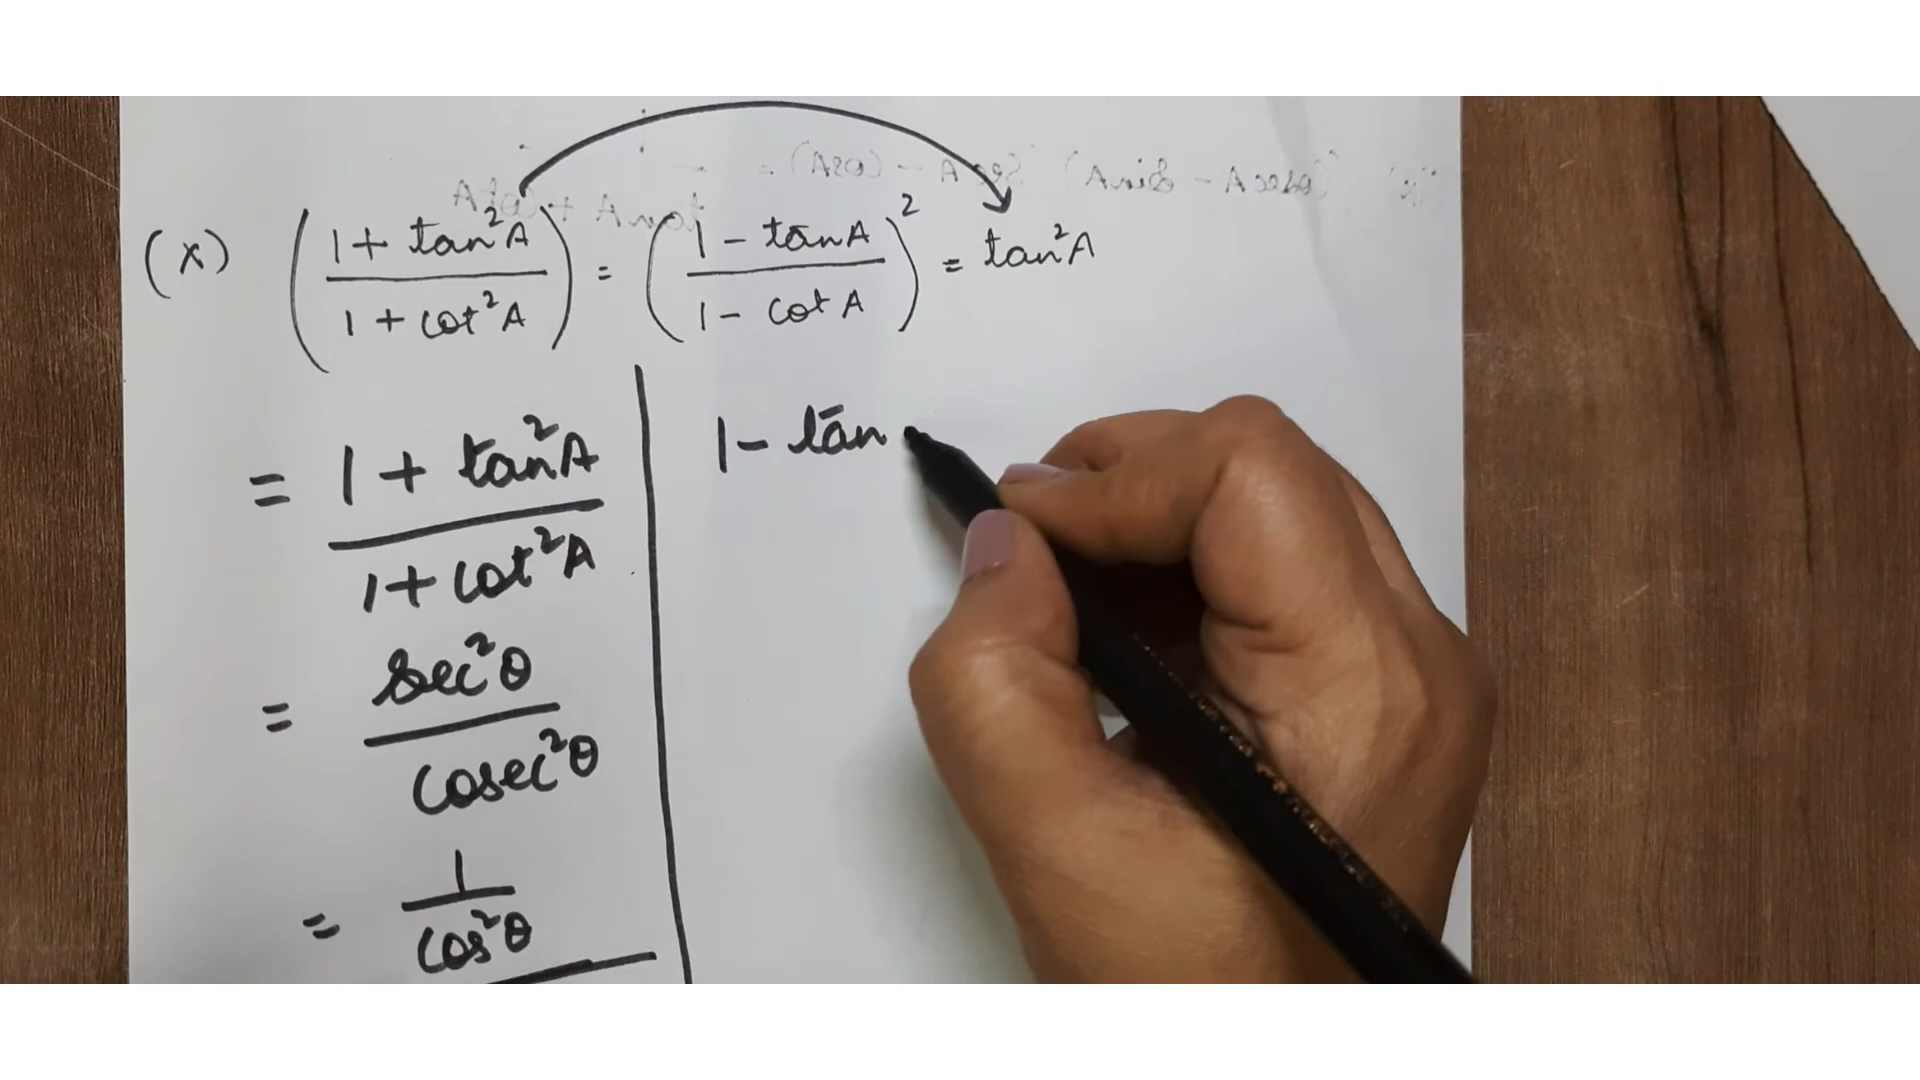 (x) (1 + tan²A / 1 + cot²A) = (1 - tanA / 1 - cot A)² = tan²A
= 1 + tan²A / 1 + cot²A
= sec²θ / cosec²θ
= 1 / cos²θ
1 - tan